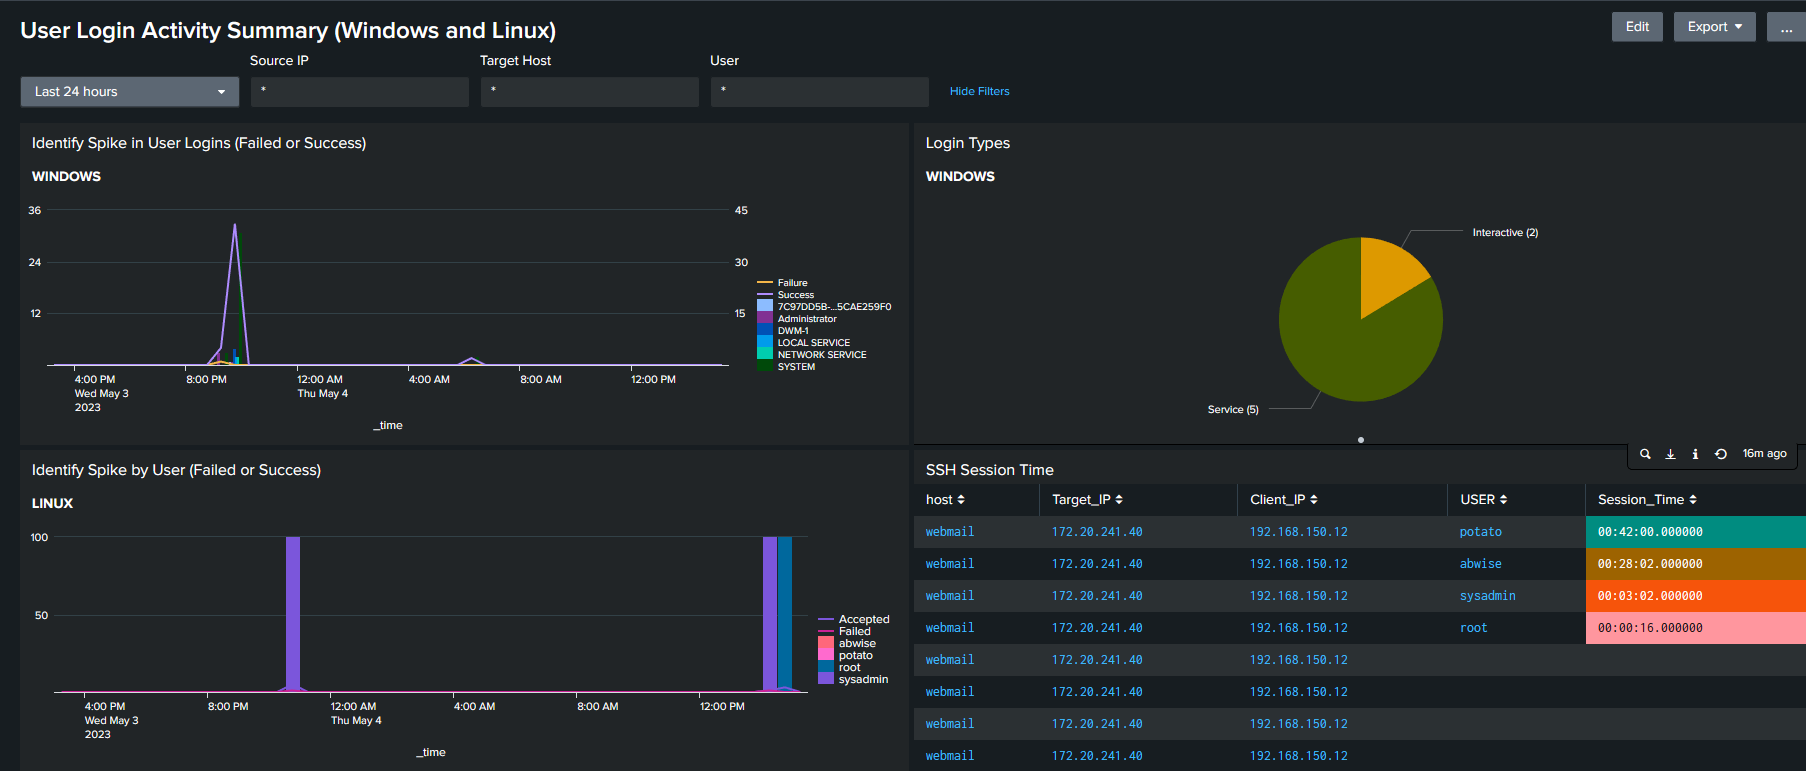 User Login Activity Summary (Windows and Linux)
Edit
Export
...
Source IP
Target Host
User
Last 24 hours
*
*
*
Hide Filters
Identify Spike in User Logins (Failed or Success)
WINDOWS
36
24
12
45
30
15
Failure
Success
7C97DD5B-...5CAE259F0
Administrator
DWM-1
LOCAL SERVICE
NETWORK SERVICE
SYSTEM
4:00 PM
Wed May 3
2023
8:00 PM
12:00 AM
Thu May 4
4:00 AM
8:00 AM
12:00 PM
_time
Login Types
WINDOWS
Interactive (2)
Service (5)
16m ago
Identify Spike by User (Failed or Success)
LINUX
100
50
Accepted
Failed
abwise
potato
root
sysadmin
4:00 PM
Wed May 3
2023
8:00 PM
12:00 AM
Thu May 4
4:00 AM
8:00 AM
12:00 PM
_time
SSH Session Time
host Target_IP Client_IP USER Session_Time
webmail 172.20.241.40 192.168.150.12 potato 00:42:00.000000
webmail 172.20.241.40 192.168.150.12 abwise 00:28:02.000000
webmail 172.20.241.40 192.168.150.12 sysadmin 00:03:02.000000
webmail 172.20.241.40 192.168.150.12 root 00:00:16.000000
webmail 172.20.241.40 192.168.150.12
webmail 172.20.241.40 192.168.150.12
webmail 172.20.241.40 192.168.150.12
webmail 172.20.241.40 192.168.150.12